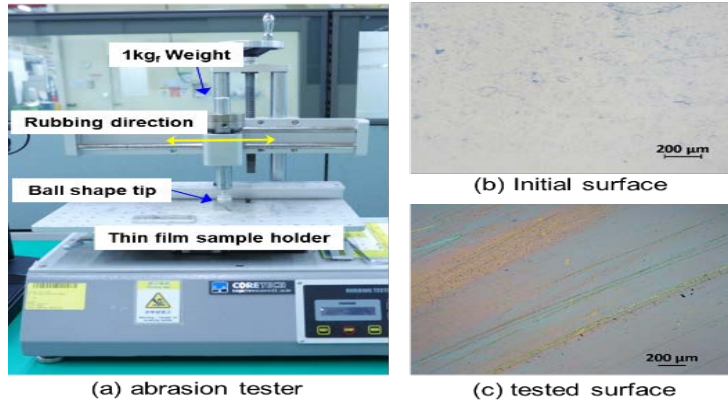 1kgf Weight
Rubbing direction
Ball shape tip
Thin film sample holder
CORETECH
(a) abrasion tester
200 μm
(b) Initial surface
200 μm
(c) tested surface